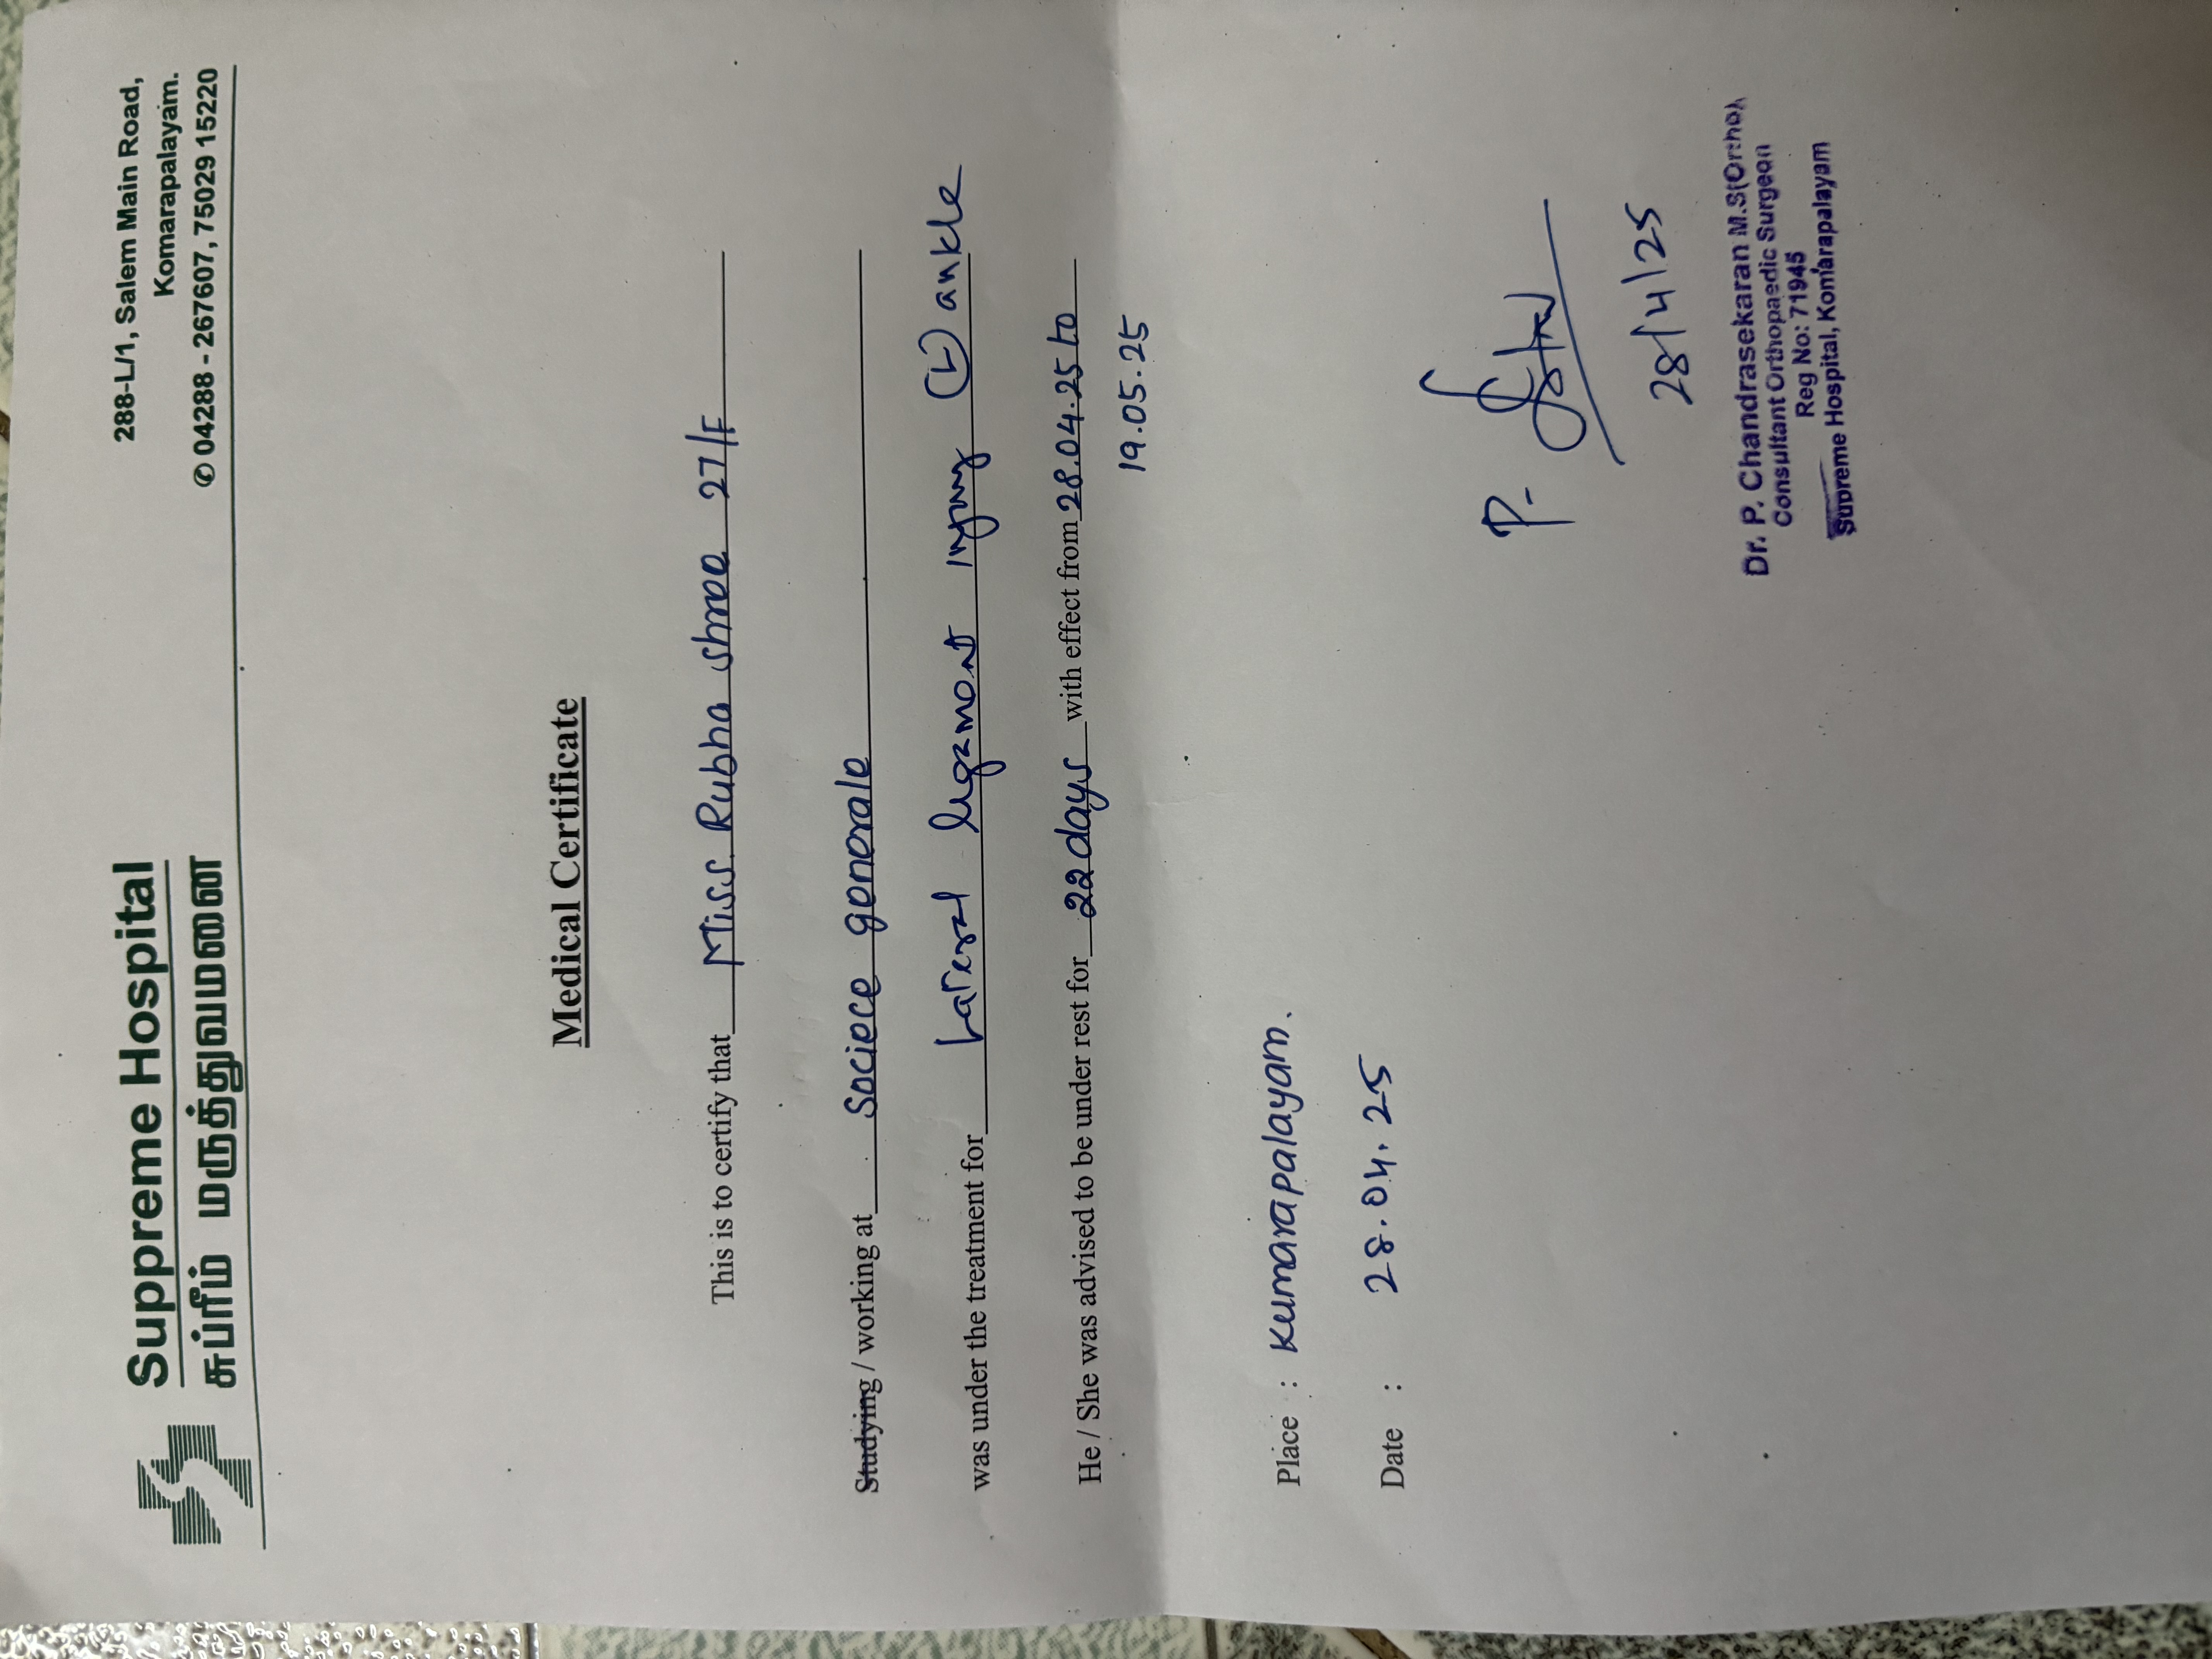 Suppreme Hospital
சுப்ரீம் மருத்துவமனை
288-L/1, Salem Main Road,
Komarapalayam.
✆ 04288 - 267607, 75029 15220
Medical Certificate
This is to certify that Miss. Rubha shree 27/F
Studying / working at Sociece generale
was under the treatment for Lateral ligament injury Ⓛ ankle
He / She was advised to be under rest for 22 days with effect from 28.04.25 to
19.05.25
Place : Kumarapalayam.
Date : 28.04.25
P.
28/4/25
Dr. P. Chandrasekaran M.S(Ortho),
Consultant Orthopaedic Surgeon
Reg No: 71945
Supreme Hospital, Komarapalayam